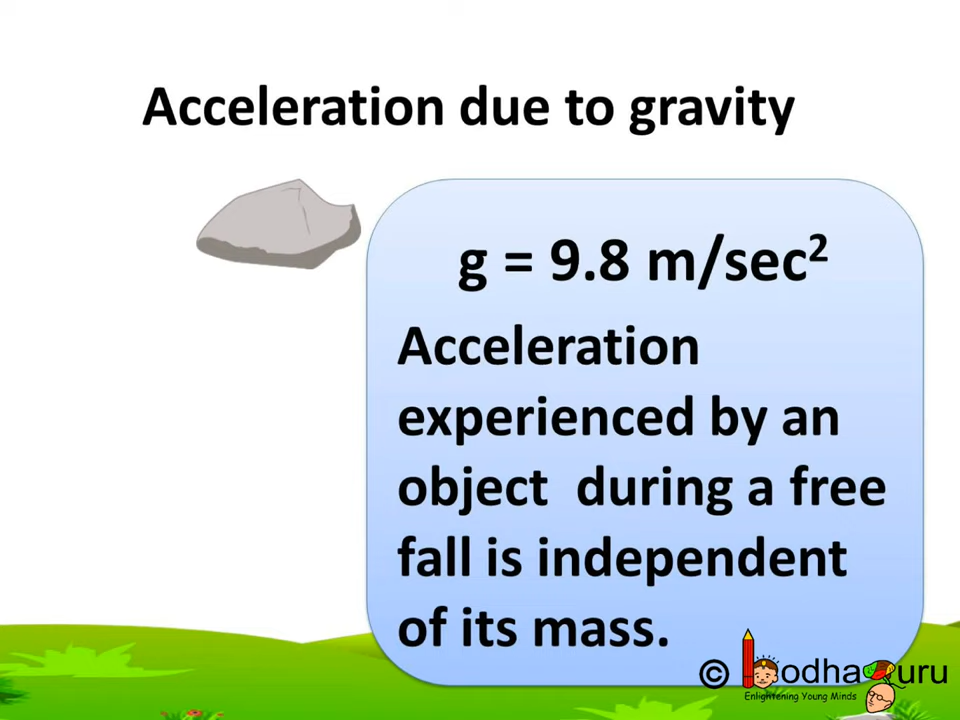 Acceleration due to gravity
g = 9.8 m/sec²
Acceleration
experienced by an
object during a free
fall is independent
of its mass.
© BodhaGuru
Enlightening Young Minds